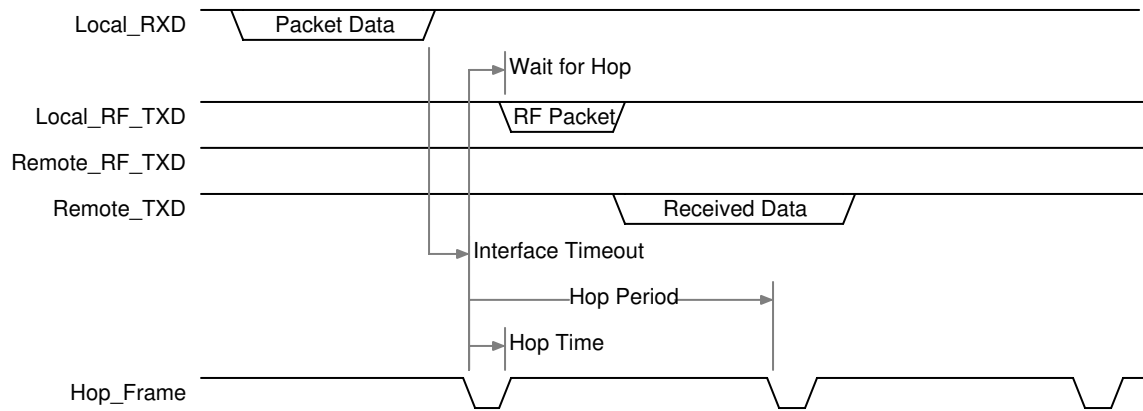 Local_RXD
Packet Data
Wait for Hop
Local_RF_TXD
RF Packet
Remote_RF_TXD
Remote_TXD
Received Data
Interface Timeout
Hop Period
Hop Time
Hop_Frame